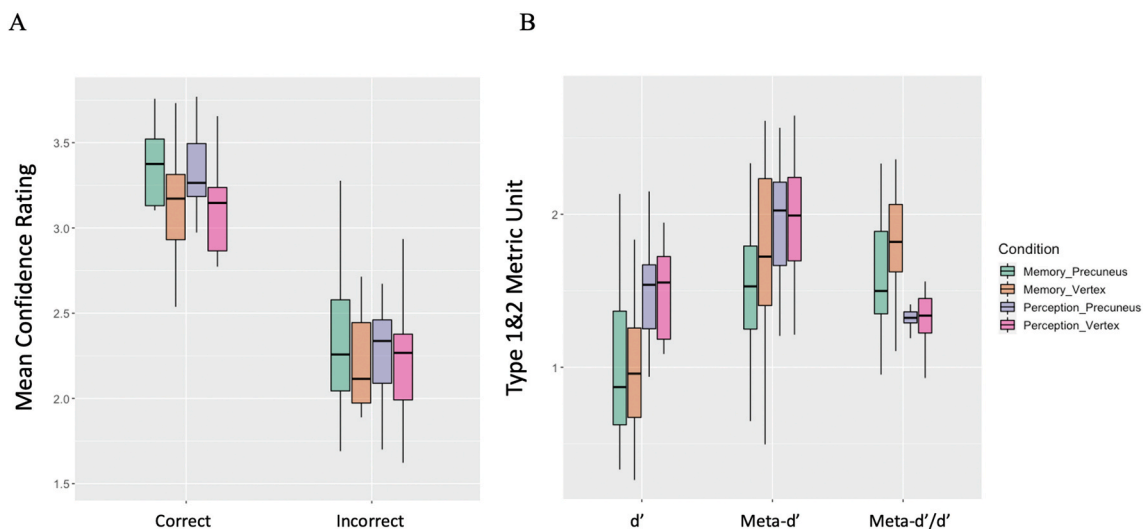 A
B
Mean Confidence Rating
3.5
3.0
2.5
2.0
1.5
Correct
Incorrect
Type 1&2 Metric Unit
2
1
d’
Meta-d’
Meta-d’/d’
Condition
Memory_Precuneus
Memory_Vertex
Perception_Precuneus
Perception_Vertex